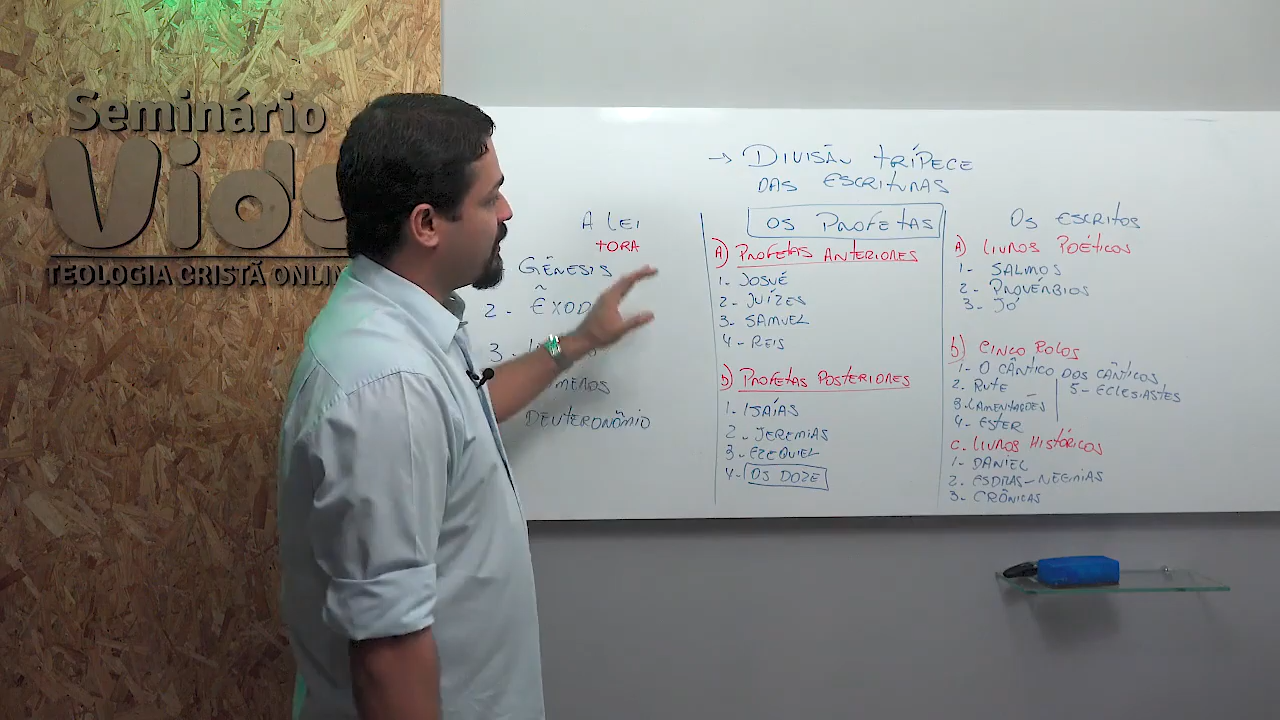 Seminário
Vida
TEOLOGIA CRISTÃ ONLIN
→ DIVISÃO TRÍPECE
DAS ESCRITURAS
A LEI
TORA
GÊNESIS
2 - ÊXOD
3 -
DEUTERONÔMIO
OS PROFETAS
A) PROFETAS ANTERIORES
1- JOSUÉ
2- JUÍZES
3- SAMUEL
4- REIS
b) PROFETAS POSTERIORES
1- ISAÍAS
2- JEREMIAS
3- EZEQUIEL
4- OS DOZE
OS ESCRITOS
A) LIVROS POÉTICOS
1- SALMOS
2- PROVÉRBIOS
3- JÓ
b) CINCO ROLOS
1- O CÂNTICO DOS CÂNTICOS
2. RUTE
3. LAMENTAÇÕES
4- ESTER
5- ECLESIASTES
C. LIVROS HISTÓRICOS
1- DANIEL
2. ESDRAS-NEEMIAS
3- CRÔNICAS